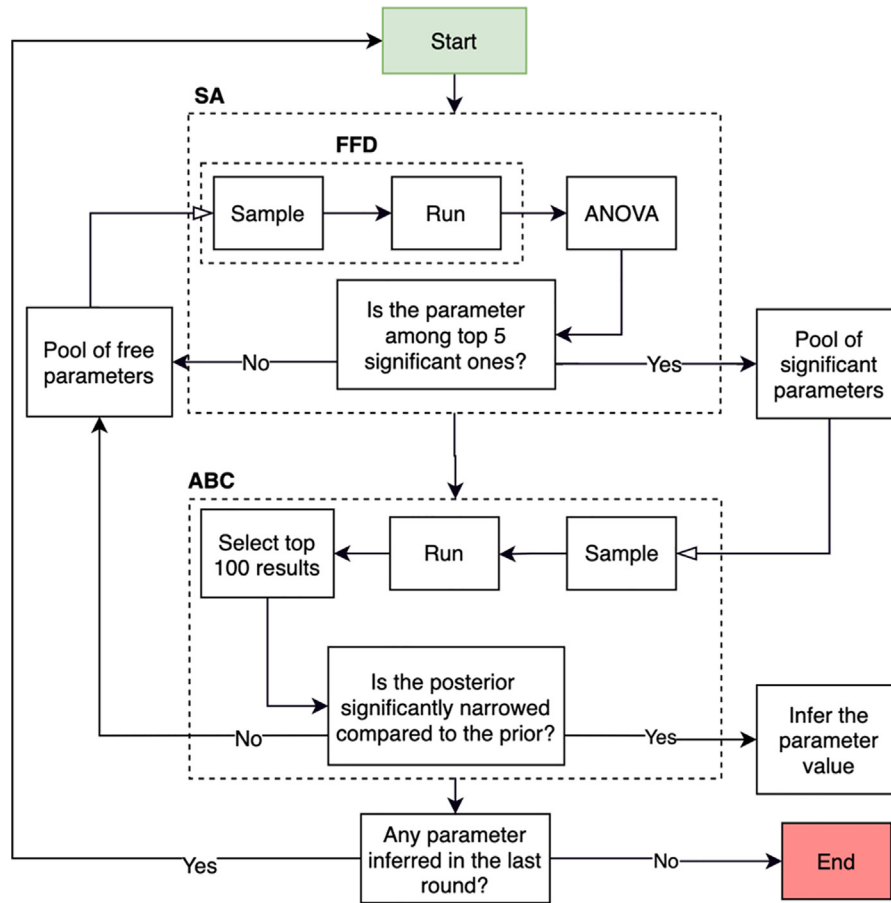 Start
SA
FFD
Sample
Run
ANOVA
Is the parameter
among top 5
significant ones?
Pool of free
parameters
No
Yes
Pool of
significant
parameters
ABC
Select top
100 results
Run
Sample
Is the posterior
significantly narrowed
compared to the prior?
No
Yes
Infer the
parameter
value
Any parameter
inferred in the last
round?
Yes
No
End